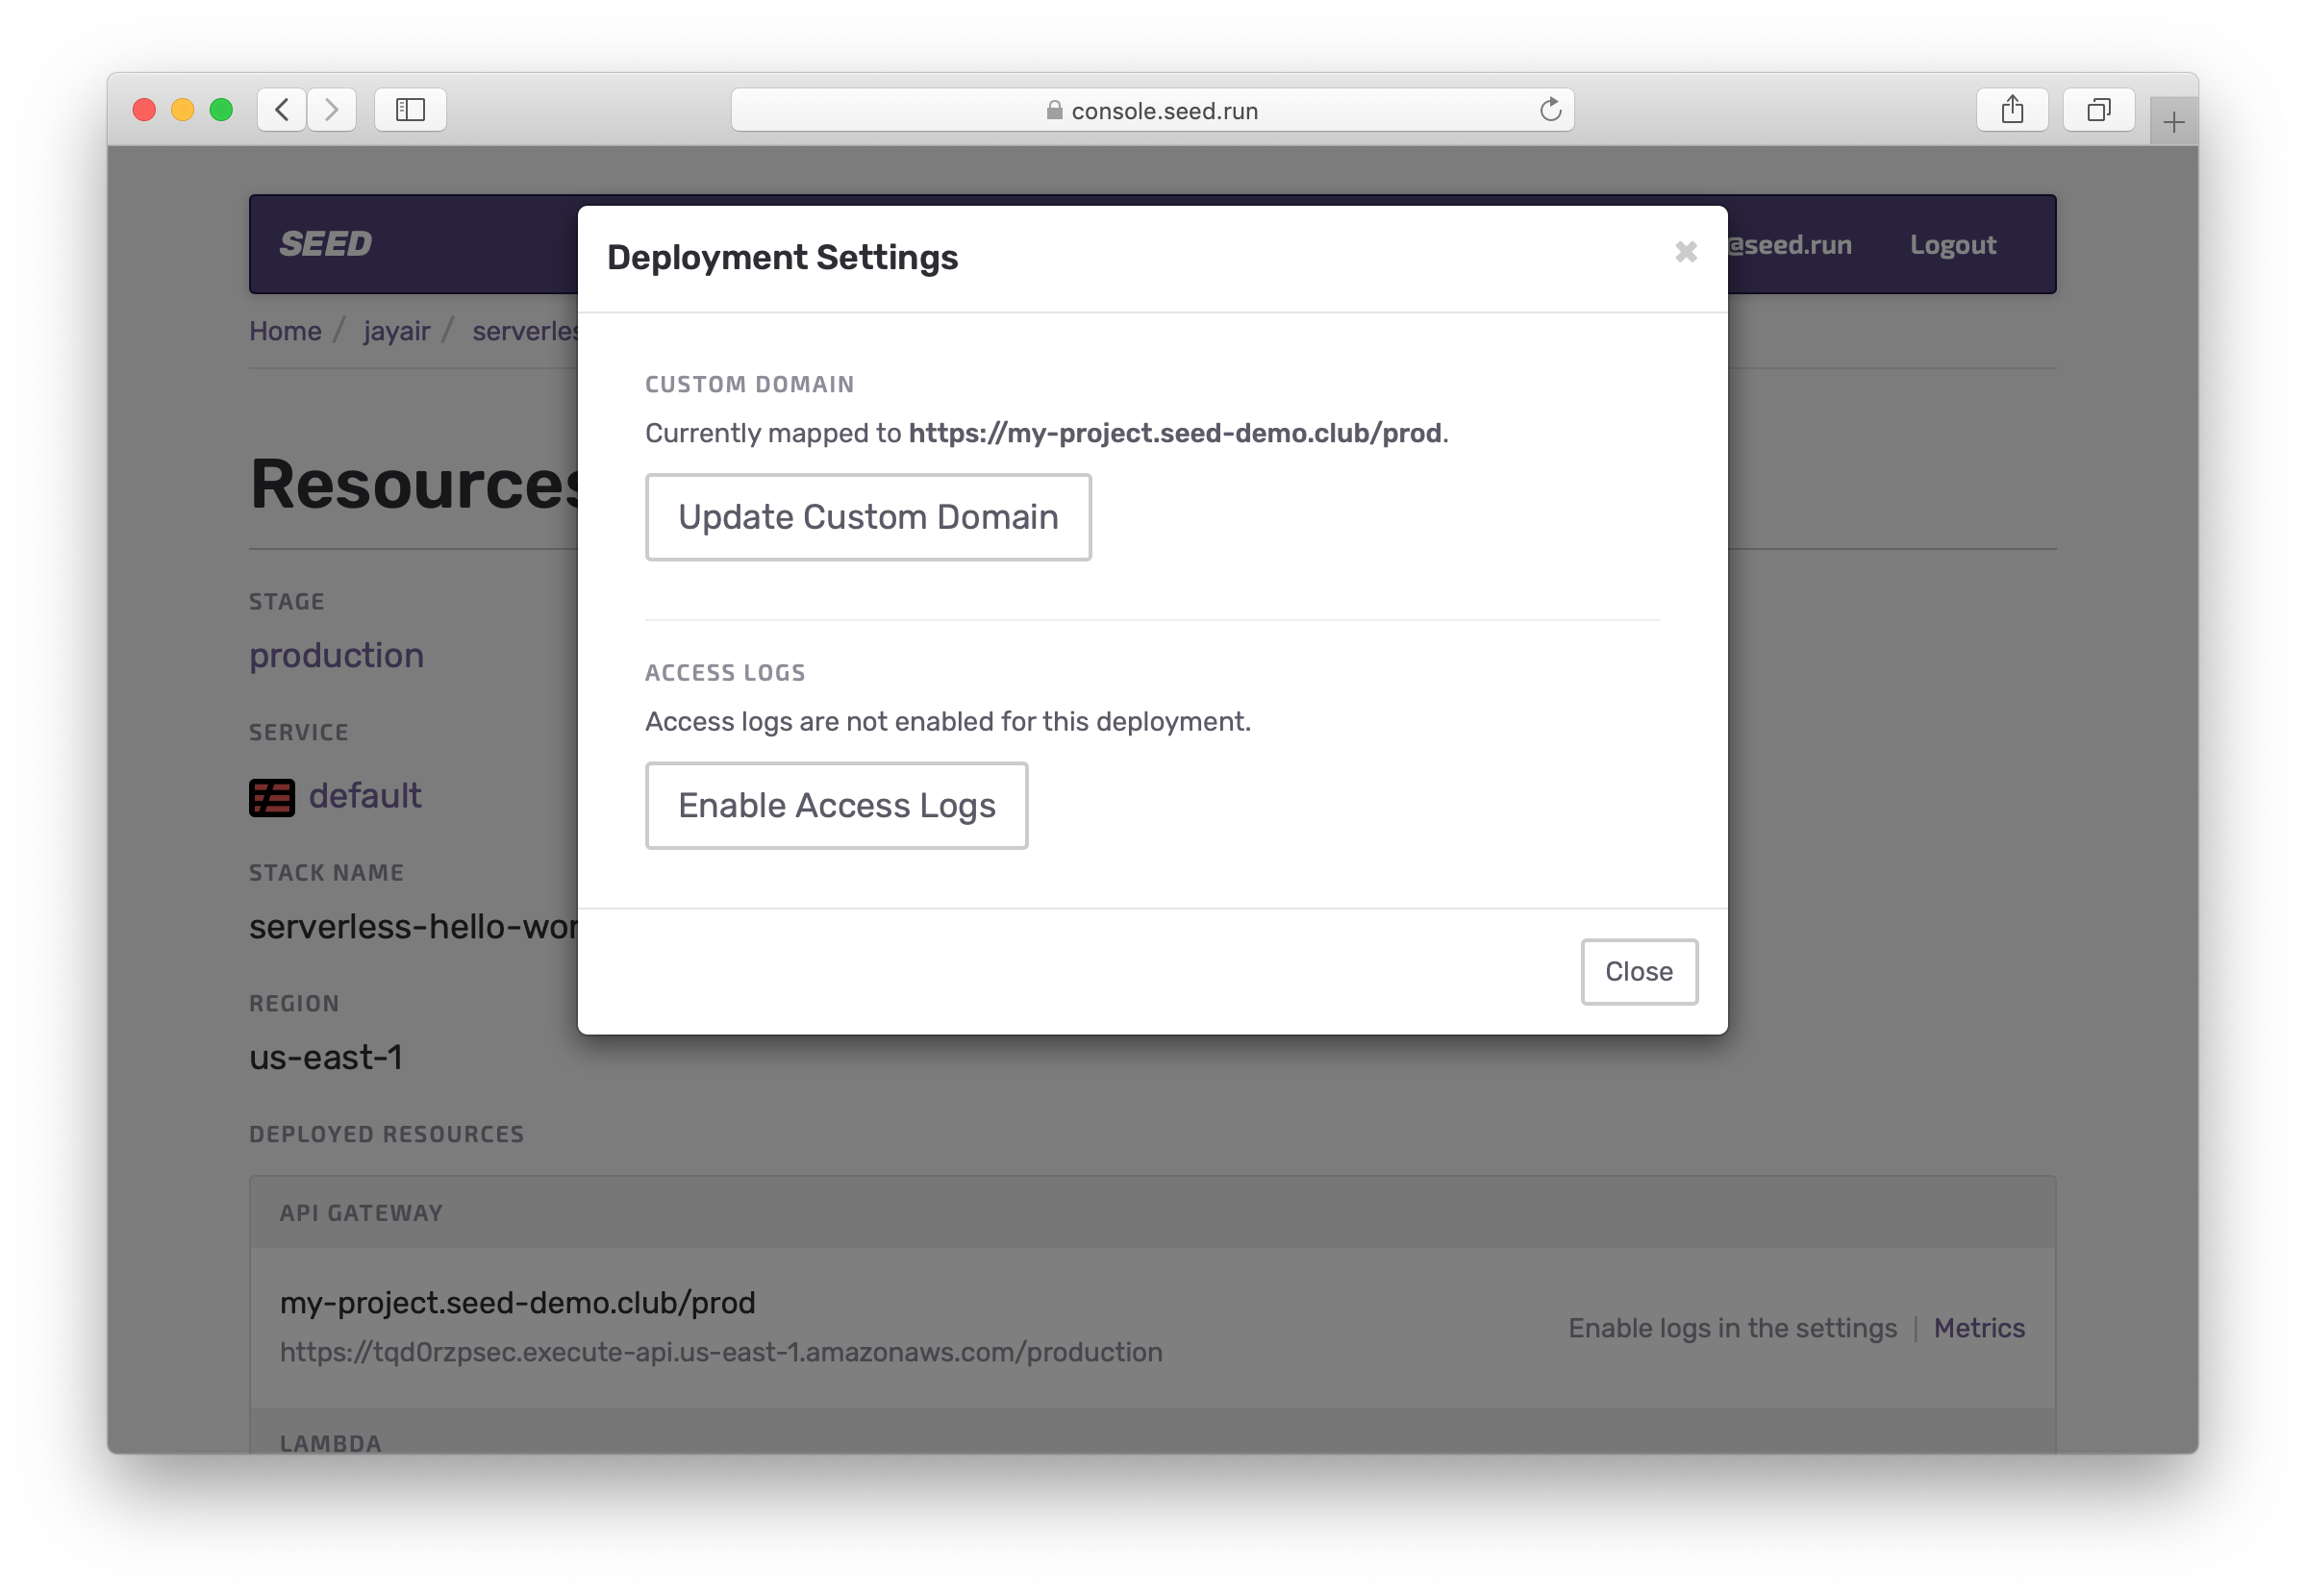 console.seed.run
SEED
@seed.run
Logout
Home / jayair /
Deployment Settings
CUSTOM DOMAIN
Currently mapped to https://my-project.seed-demo.club/prod.
Update Custom Domain
ACCESS LOGS
Access logs are not enabled for this deployment.
Enable Access Logs
Close
Resources
STAGE
production
SERVICE
default
STACK NAME
serverless-hello-wor
REGION
us-east-1
DEPLOYED RESOURCES
API GATEWAY
my-project.seed-demo.club/prod
https://tqd0rzpsec.execute-api.us-east-1.amazonaws.com/production
Enable logs in the settings | Metrics
LAMBDA